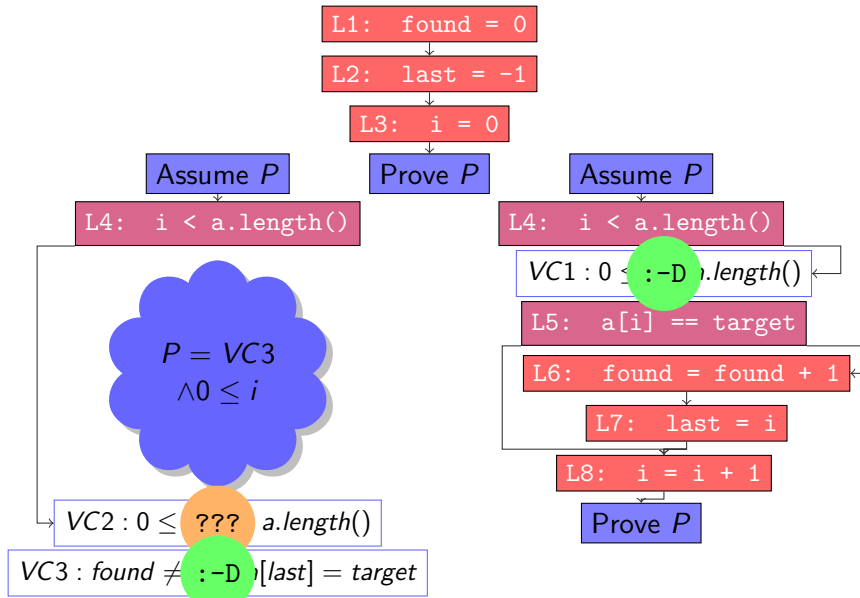 L1: found = 0
L2: last = -1
L3: i = 0
Assume P
Prove P
Assume P
L4: i < a.length()
L4: i < a.length()
VC1 : 0 ≤ :-D .length()
L5: a[i] == target
P = VC3
∧0 ≤ i
L6: found = found + 1
L7: last = i
L8: i = i + 1
VC2 : 0 ≤ ??? a.length()
Prove P
VC3 : found ≠ :-D [last] = target